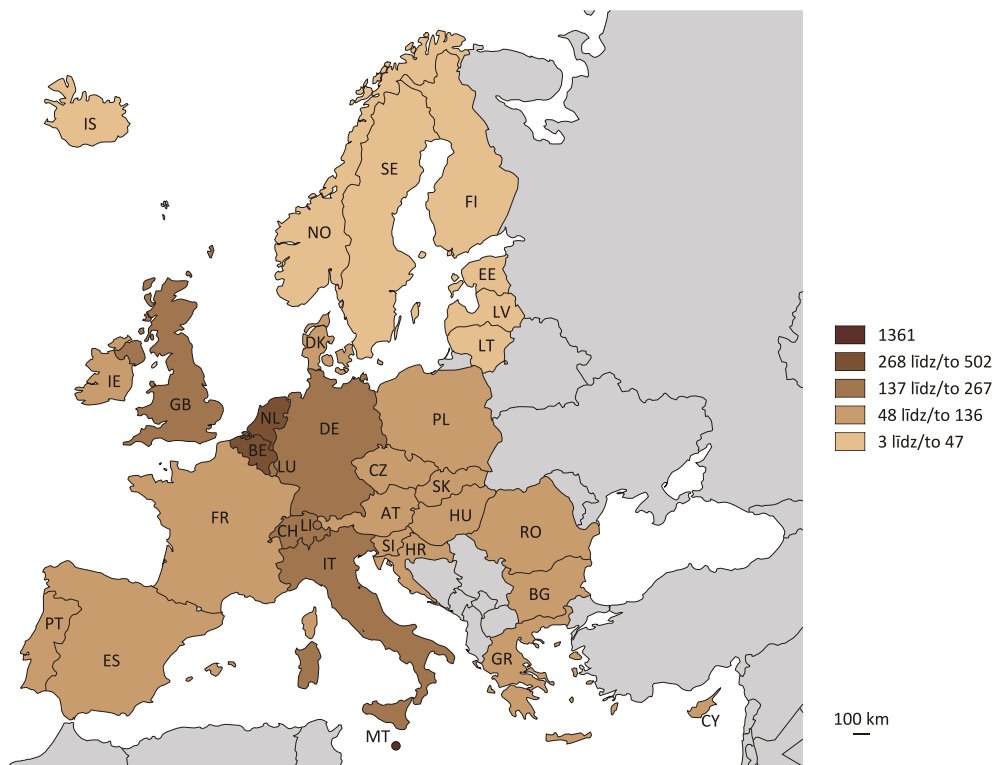 IS
SE
FI
NO
EE
LV
LT
DK
IE
GB
NL
DE
PL
BE
LU
CZ
SK
FR
AT
HU
CH
LI
RO
SI
HR
IT
BG
PT
ES
GR
CY
MT
1361
268 līdz/to 502
137 līdz/to 267
48 līdz/to 136
3 līdz/to 47
100 km